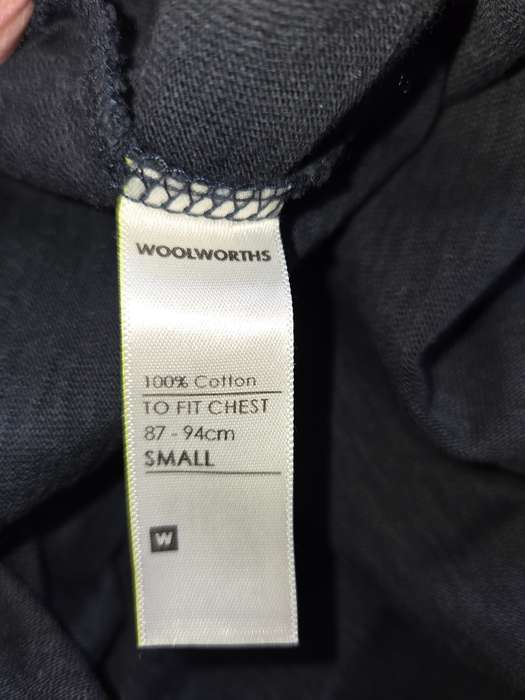 WOOLWORTHS
100% Cotton
TO FIT CHEST
87 - 94cm
SMALL
W